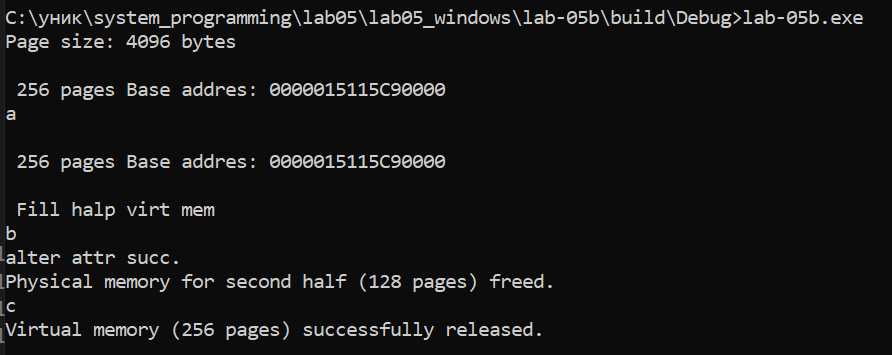 C:\уник\system_programming\lab05\lab05_windows\lab-05b\build\Debug>lab-05b.exe
Page size: 4096 bytes
256 pages Base addres: 0000015115C90000
a
256 pages Base addres: 0000015115C90000
Fill halp virt mem
b
alter attr succ.
Physical memory for second half (128 pages) freed.
c
Virtual memory (256 pages) successfully released.